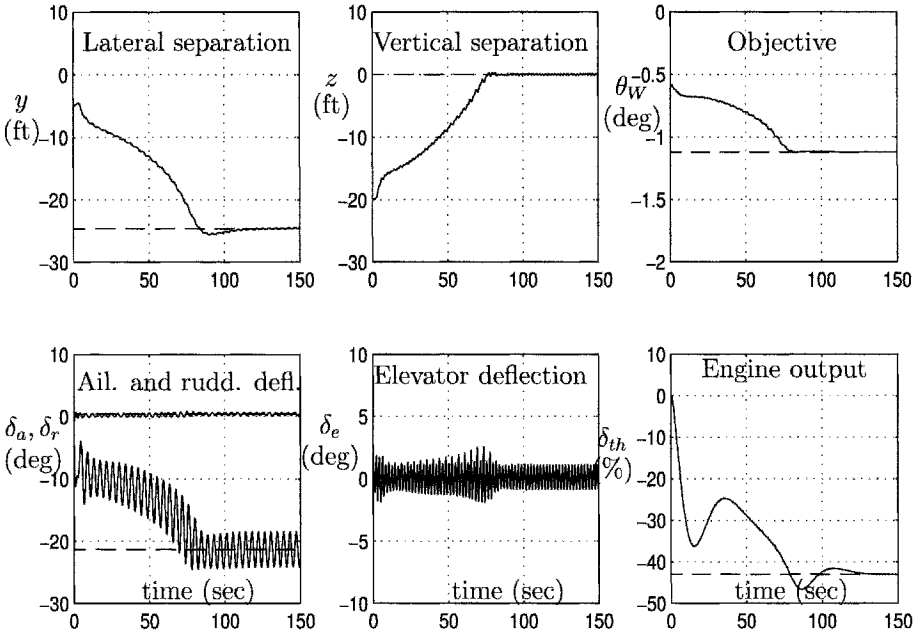 10
0
−10
−20
−30
0
50
100
150
Lateral separation
y
(ft)
10
0
−10
−20
−30
0
50
100
150
Vertical separation
z
(ft)
0
−0.5
−1
−1.5
−2
0
50
100
150
Objective
θ_W
(deg)
10
0
−10
−20
−30
0
50
100
150
Ail. and rudd. defl.
δ_a, δ_r
(deg)
time (sec)
10
5
0
−5
−10
0
50
100
150
Elevator deflection
δ_e
(deg)
time (sec)
10
0
−10
−20
−30
−40
−50
0
50
100
150
Engine output
δ_th
(%)
time (sec)